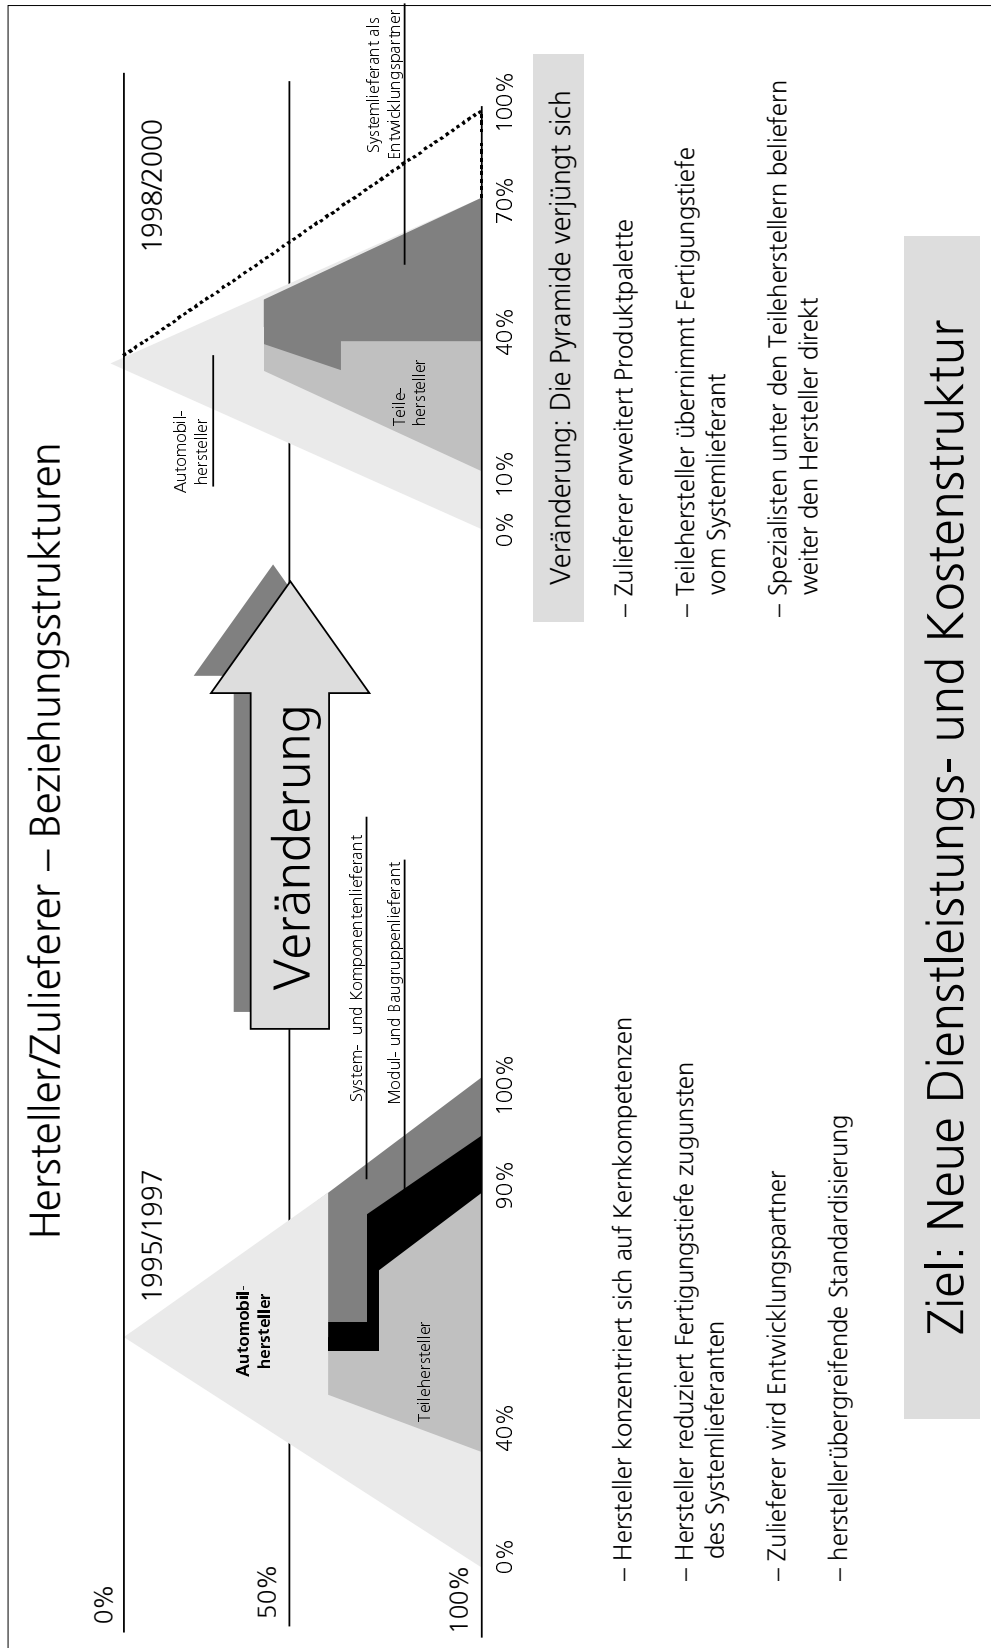 Hersteller/Zulieferer – Beziehungsstrukturen
0%
50%
100%
1995/1997
Automobil-
hersteller
Teilehersteller
System- und Komponentenlieferant
Modul- und Baugruppenlieferant
0%
40%
90%
100%
Veränderung
1998/2000
Automobil-
hersteller
Teile-
hersteller
Systemlieferant als
Entwicklungspartner
0%
10%
40%
70%
100%
– Hersteller konzentriert sich auf Kernkompetenzen
– Hersteller reduziert Fertigungstiefe zugunsten
des Systemlieferanten
– Zulieferer wird Entwicklungspartner
– herstellerübergreifende Standardisierung
Veränderung: Die Pyramide verjüngt sich
– Zulieferer erweitert Produktpalette
– Teilehersteller übernimmt Fertigungstiefe
vom Systemlieferant
– Spezialisten unter den Teileherstellern beliefern
weiter den Hersteller direkt
Ziel: Neue Dienstleistungs- und Kostenstruktur